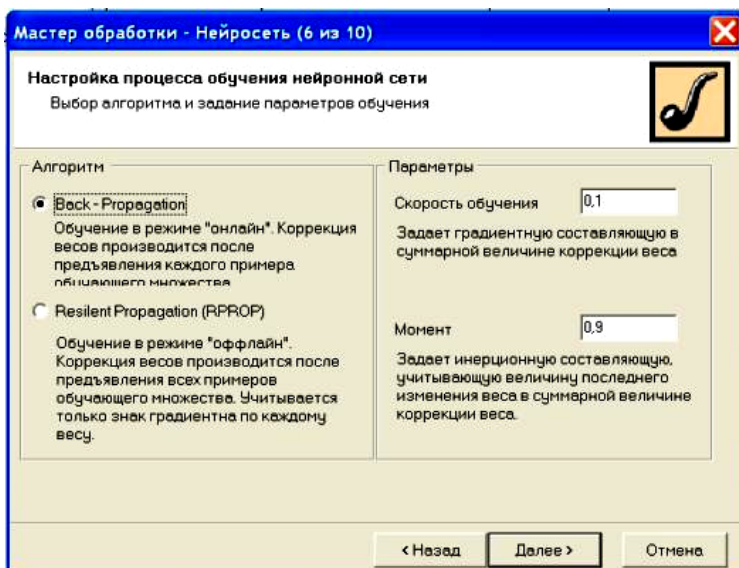 Мастер обработки - Нейросеть (6 из 10)
Настройка процесса обучения нейронной сети
Выбор алгоритма и задание параметров обучения
Алгоритм
Back - Propagation
Обучение в режиме "онлайн". Коррекция
весов производится после
предъявления каждого примера
обучающего множества
Resilent Propagation (RPROP)
Обучение в режиме "оффлайн".
Коррекция весов производится после
предъявления всех примеров
обучающего множества. Учитывается
только знак градиентна по каждому
весу.
Параметры
Скорость обучения 0,1
Задает градиентную составляющую в
суммарной величине коррекции веса
Момент 0,9
Задает инерционную составляющую,
учитывающую величину последнего
изменения веса в суммарной величине
коррекции веса.
< Назад Далее > Отмена